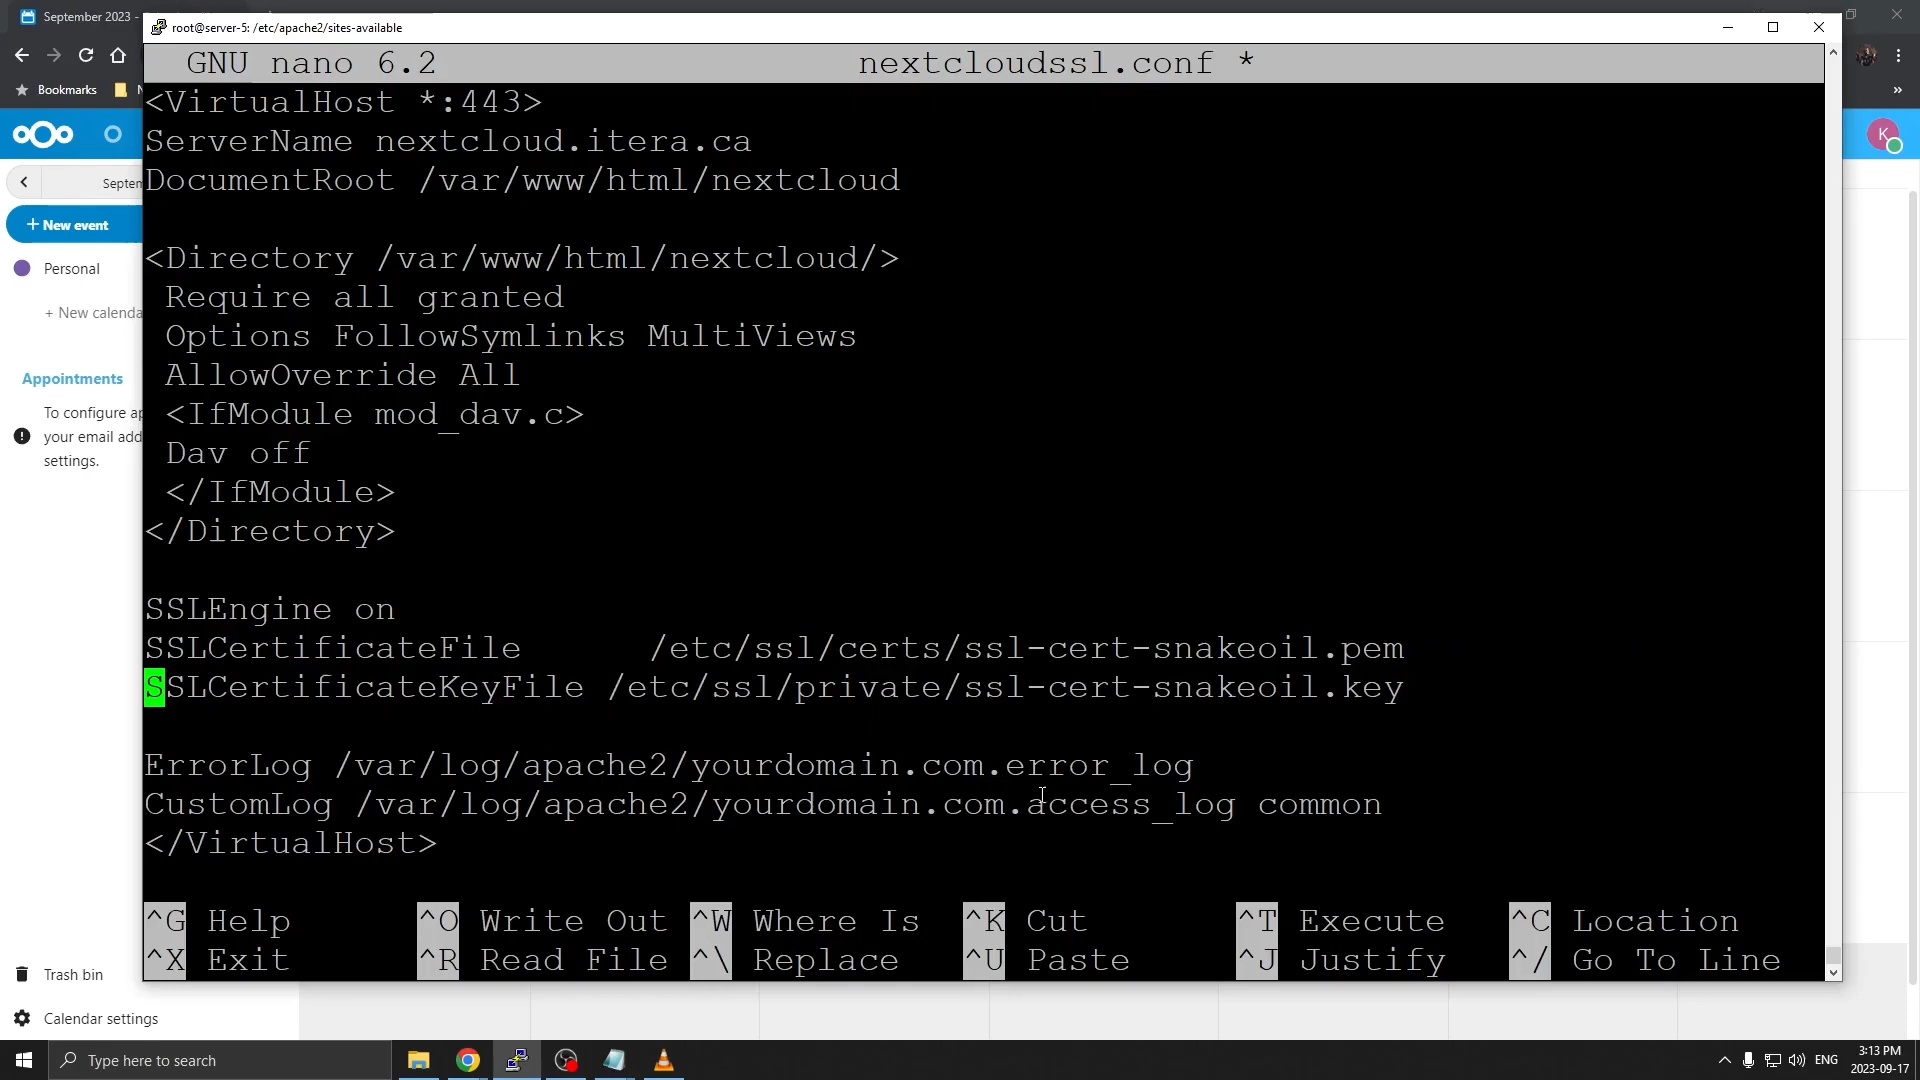 September 2023 -
root@server-5: /etc/apache2/sites-available
Bookmarks
GNU nano 6.2 nextcloudssl.conf *
<VirtualHost *:443>
ServerName nextcloud.itera.ca
DocumentRoot /var/www/html/nextcloud
<Directory /var/www/html/nextcloud/>
Require all granted
Options FollowSymlinks MultiViews
AllowOverride All
<IfModule mod_dav.c>
Dav off
</IfModule>
</Directory>
SSLEngine on
SSLCertificateFile /etc/ssl/certs/ssl-cert-snakeoil.pem
SSLCertificateKeyFile /etc/ssl/private/ssl-cert-snakeoil.key
ErrorLog /var/log/apache2/yourdomain.com.error_log
CustomLog /var/log/apache2/yourdomain.com.access_log common
</VirtualHost>
^G Help ^O Write Out ^W Where Is ^K Cut ^T Execute ^C Location
^X Exit ^R Read File ^\ Replace ^U Paste ^J Justify ^/ Go To Line
K
Septen
+ New event
Personal
+ New calenda
Appointments
To configure ap
your email add
settings.
Trash bin
Calendar settings
Type here to search
ENG
3:13 PM
2023-09-17